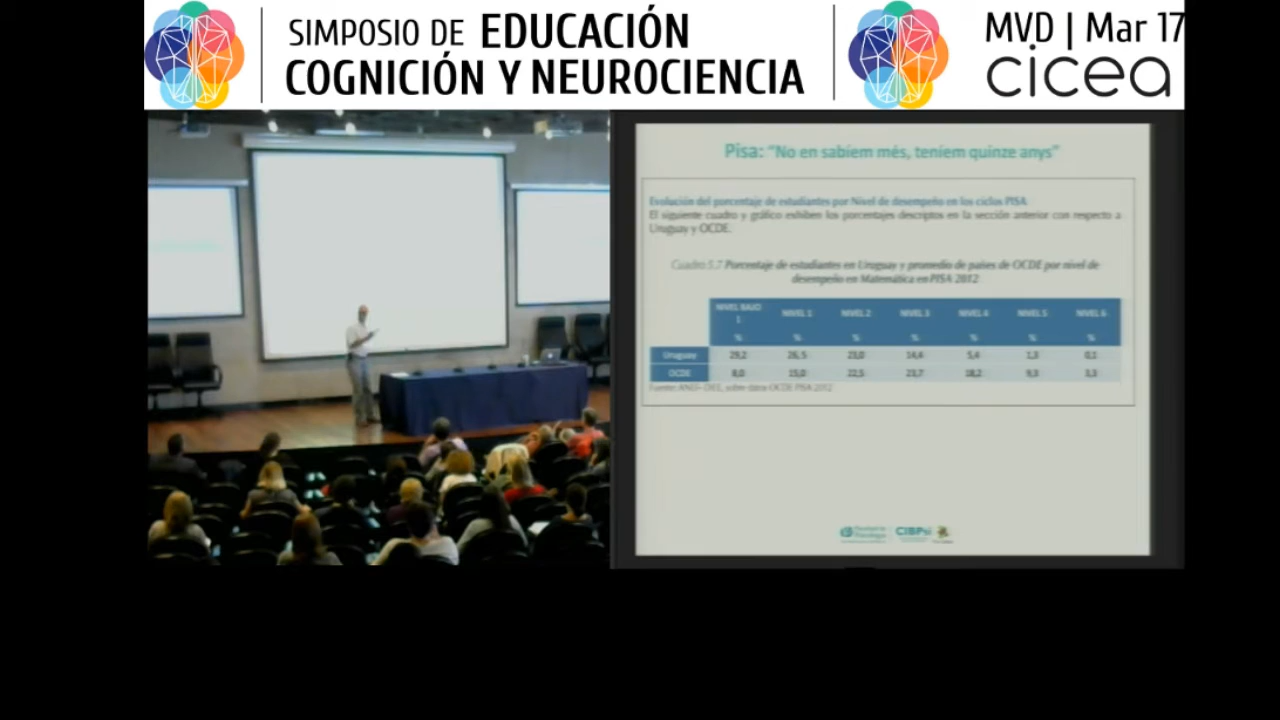 SIMPOSIO DE EDUCACIÓN
COGNICIÓN Y NEUROCIENCIA
MVD | Mar 17
cicea
Pisa: "No en sabiem més, teniem quinze anys"
Evolución del porcentaje de estudiantes por Nivel de desempeño en los ciclos PISA
El siguiente cuadro y gráfico exhiben los porcentajes descriptos en la sección anterior con respecto a
Uruguay y OCDE.
Cuadro 5.7 Porcentaje de estudiantes en Uruguay y promedio de países de OCDE por nivel de
desempeño en Matemática en PISA 2012
NIVEL BAJO 1 NIVEL 1 NIVEL 2 NIVEL 3 NIVEL 4 NIVEL 5 NIVEL 6
% % % % % % %
Uruguay 29,2 26,5 23,0 14,4 5,4 1,3 0,1
OCDE 8,0 15,0 22,5 23,7 18,2 9,3 3,3
Fuente: ANEP- DIEE, sobre datos OCDE PISA 2012
Facultad de
Psicología
CIBPsi